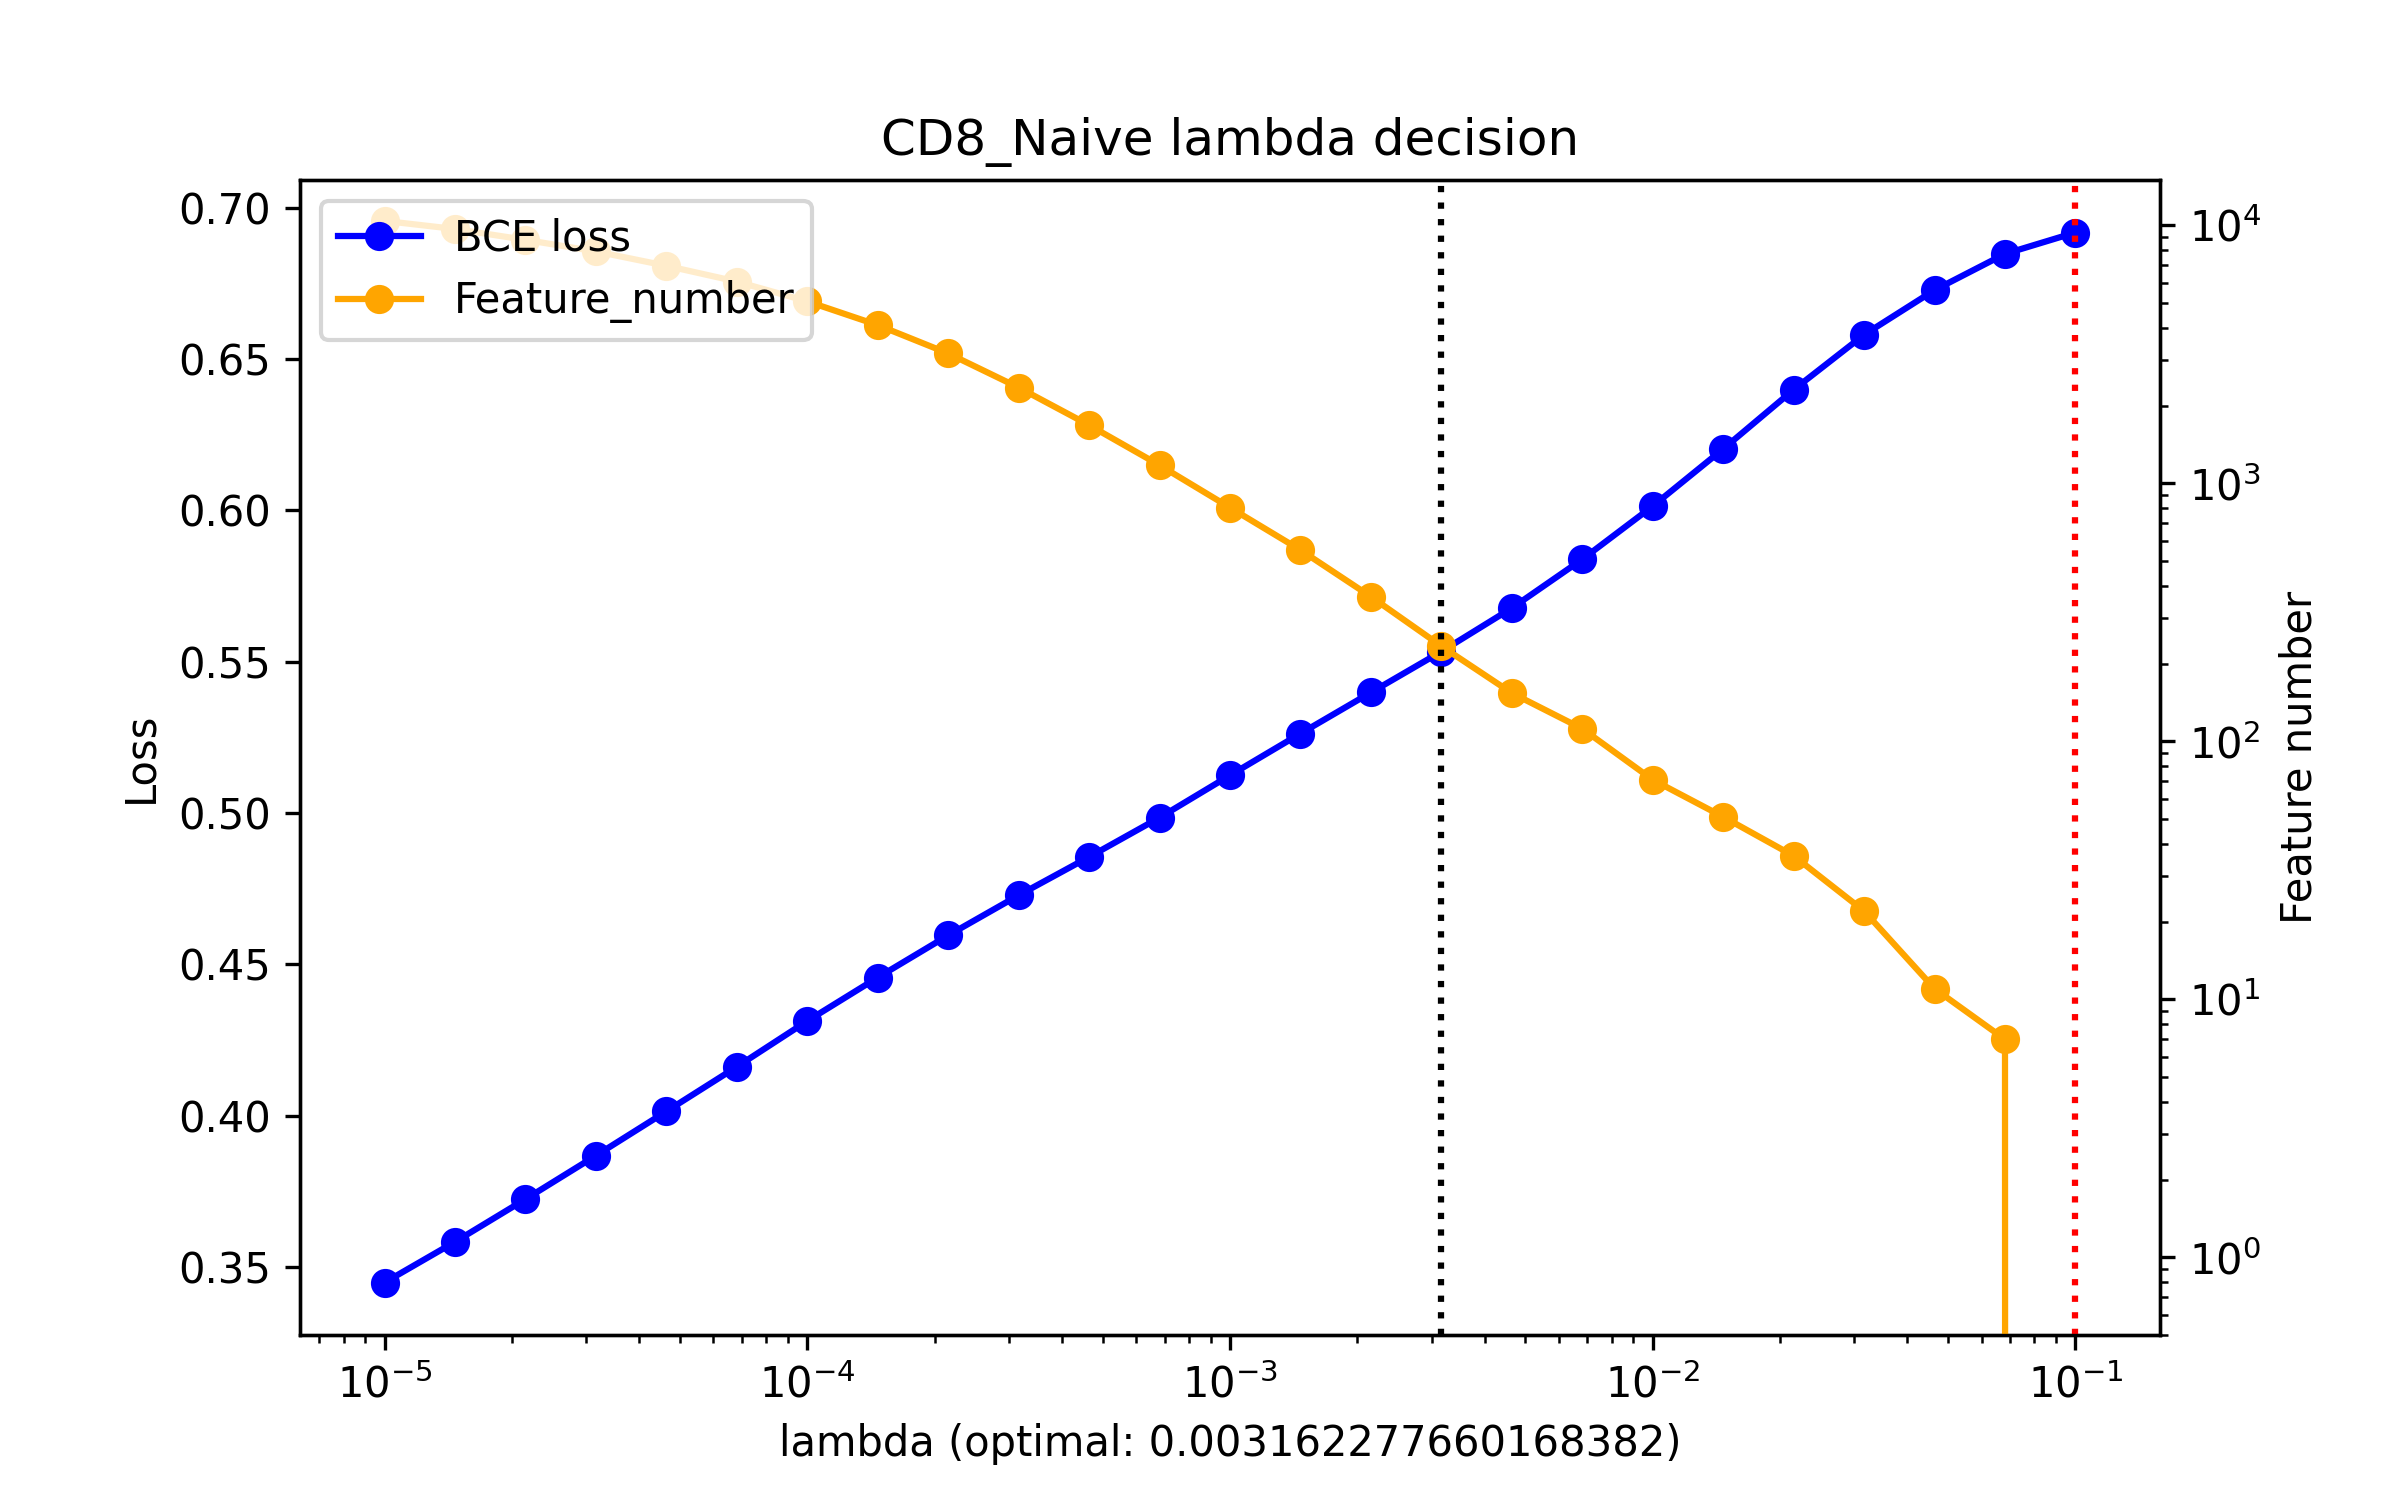 CD8_Naive lambda decision
BCE loss
Feature_number
Loss
0.70
0.65
0.60
0.55
0.50
0.45
0.40
0.35
10⁴
10³
10²
10¹
10⁰
Feature number
10⁻⁵ 10⁻⁴ 10⁻³ 10⁻² 10⁻¹
lambda (optimal: 0.0031622776601683 82)